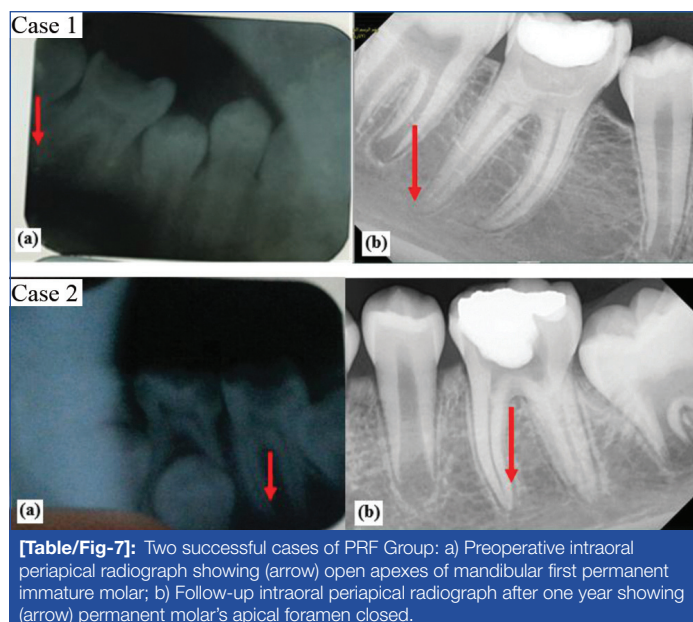 Case 1
(a)
(b)
Case 2
(a)
(b)
[Table/Fig-7]: Two successful cases of PRF Group: a) Preoperative intraoral
periapical radiograph showing (arrow) open apexes of mandibular first permanent
immature molar; b) Follow-up intraoral periapical radiograph after one year showing
(arrow) permanent molar's apical foramen closed.